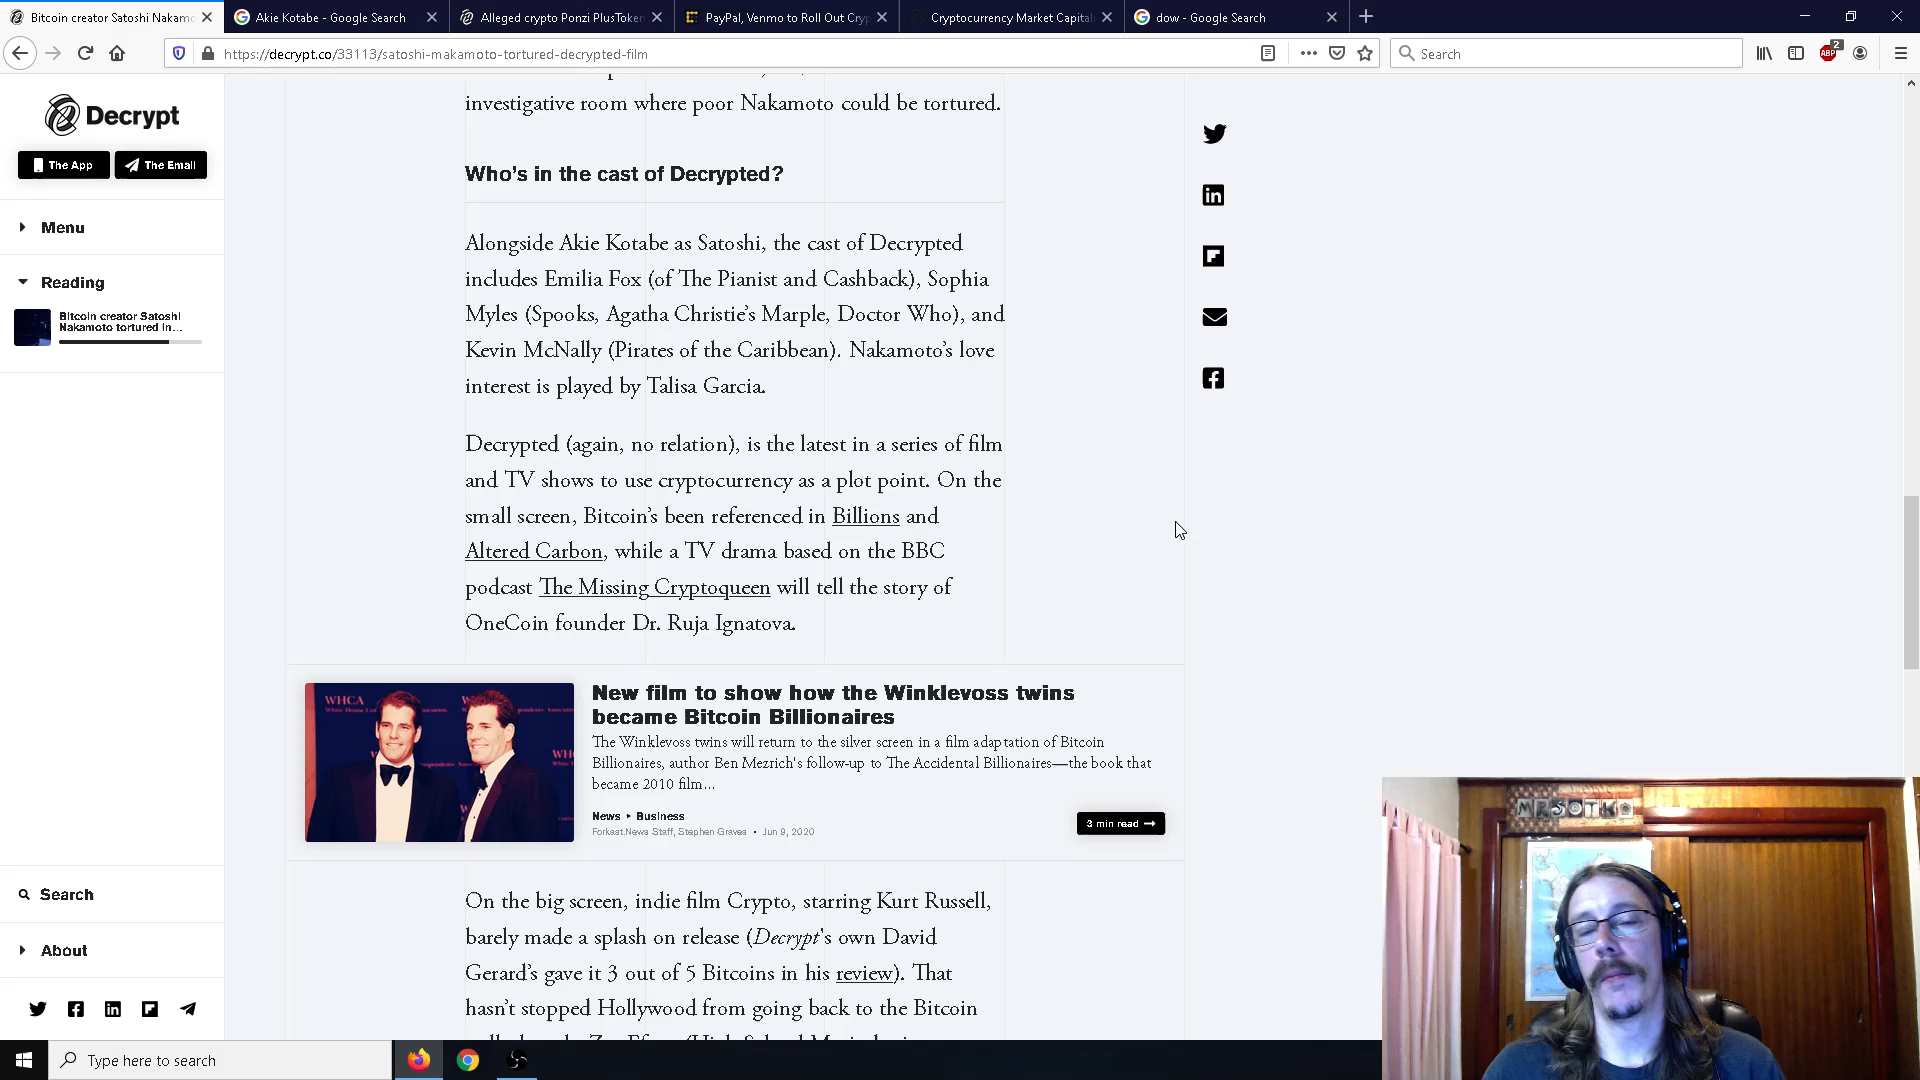 Bitcoin creator Satoshi Nakamo
Akie Kotabe - Google Search
Alleged crypto Ponzi PlusToken
PayPal, Venmo to Roll Out Cryp
Cryptocurrency Market Capital
dow - Google Search
https://decrypt.co/33113/satoshi-makamoto-tortured-decrypted-film
Search
ABP
2
Decrypt
The App
The Email
Menu
Reading
Bitcoin creator Satoshi
Nakamoto tortured in...
Search
About
investigative room where poor Nakamoto could be tortured.
Who's in the cast of Decrypted?
Alongside Akie Kotabe as Satoshi, the cast of Decrypted
includes Emilia Fox (of The Pianist and Cashback), Sophia
Myles (Spooks, Agatha Christie's Marple, Doctor Who), and
Kevin McNally (Pirates of the Caribbean). Nakamoto's love
interest is played by Talisa Garcia.
Decrypted (again, no relation), is the latest in a series of film
and TV shows to use cryptocurrency as a plot point. On the
small screen, Bitcoin's been referenced in Billions and
Altered Carbon, while a TV drama based on the BBC
podcast The Missing Cryptoqueen will tell the story of
OneCoin founder Dr. Ruja Ignatova.
WHCA
New film to show how the Winklevoss twins
became Bitcoin Billionaires
The Winklevoss twins will return to the silver screen in a film adaptation of Bitcoin
Billionaires, author Ben Mezrich's follow-up to The Accidental Billionaires—the book that
became 2010 film...
News ‣ Business
Forkast.News Staff, Stephen Graves • Jun 9, 2020
3 min read →
On the big screen, indie film Crypto, starring Kurt Russell,
barely made a splash on release (Decrypt's own David
Gerard's gave it 3 out of 5 Bitcoins in his review). That
hasn't stopped Hollywood from going back to the Bitcoin
MRSOTKO
Type here to search